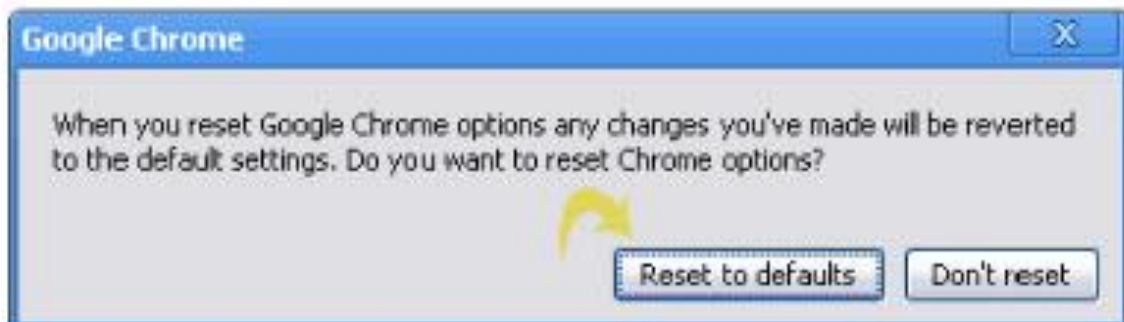 Google Chrome
X
When you reset Google Chrome options any changes you've made will be reverted
to the default settings. Do you want to reset Chrome options?
Reset to defaults Don't reset